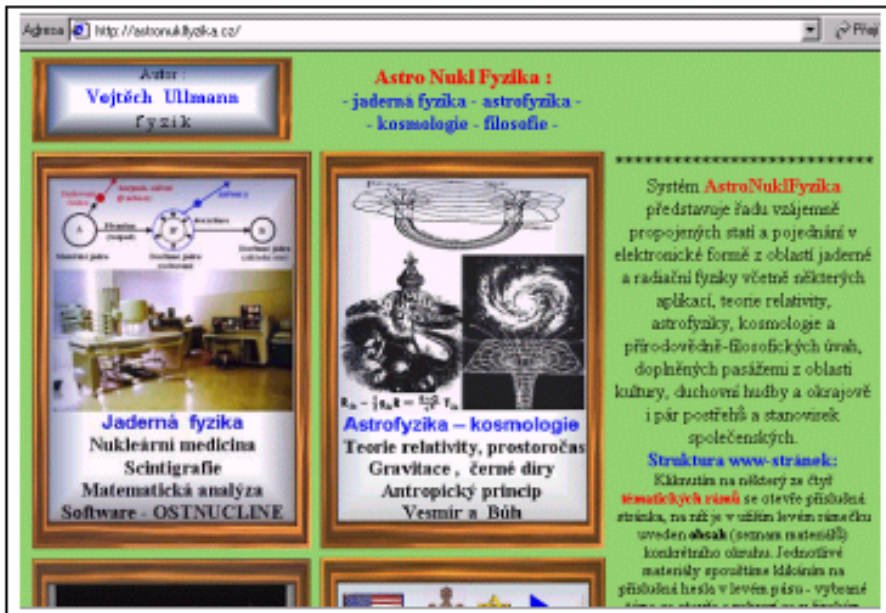 Adresa http://astronuklfyzika.cz/ Přejí
Autor :
Vojtěch Ullmann
fyzik
Astro Nukl Fyzika :
- jaderná fyzika - astrofyzika -
- kosmologie - filosofie -
A
B
Jaderná fyzika
Nukleární medicina
Scintigrafie
Matematická analýza
Software - OSTNUCLINE
Astrofyzika – kosmologie
Teorie relativity, prostoročas
Gravitace , černé díry
Antropický princip
Vesmír a Bůh
****************************
Systém AstroNuklFyzika
představuje řadu vzájemně
propojených statí a pojednání v
elektronické formě z oblastí jaderné
a radiační fyziky včetně některých
aplikací, teorie relativity,
astrofyziky, kosmologie a
přírodovědně-filosofických úvah,
doplněných pasážemi z oblasti
kultury, duchovní hudby a okrajově
i pár postřehů a stanovisek
společenských.
Struktura www-stránek:
Kliknutím na některý ze čtyř
tématických rámů se otevře příslušná
stránka, na níž je v užším levém rámečku
uveden obsah (seznam materiálů)
konkrétního okruhu. Jednotlivé
materiály spouštíme klikáním na
příslušná hesla v levém pásu - vybrané